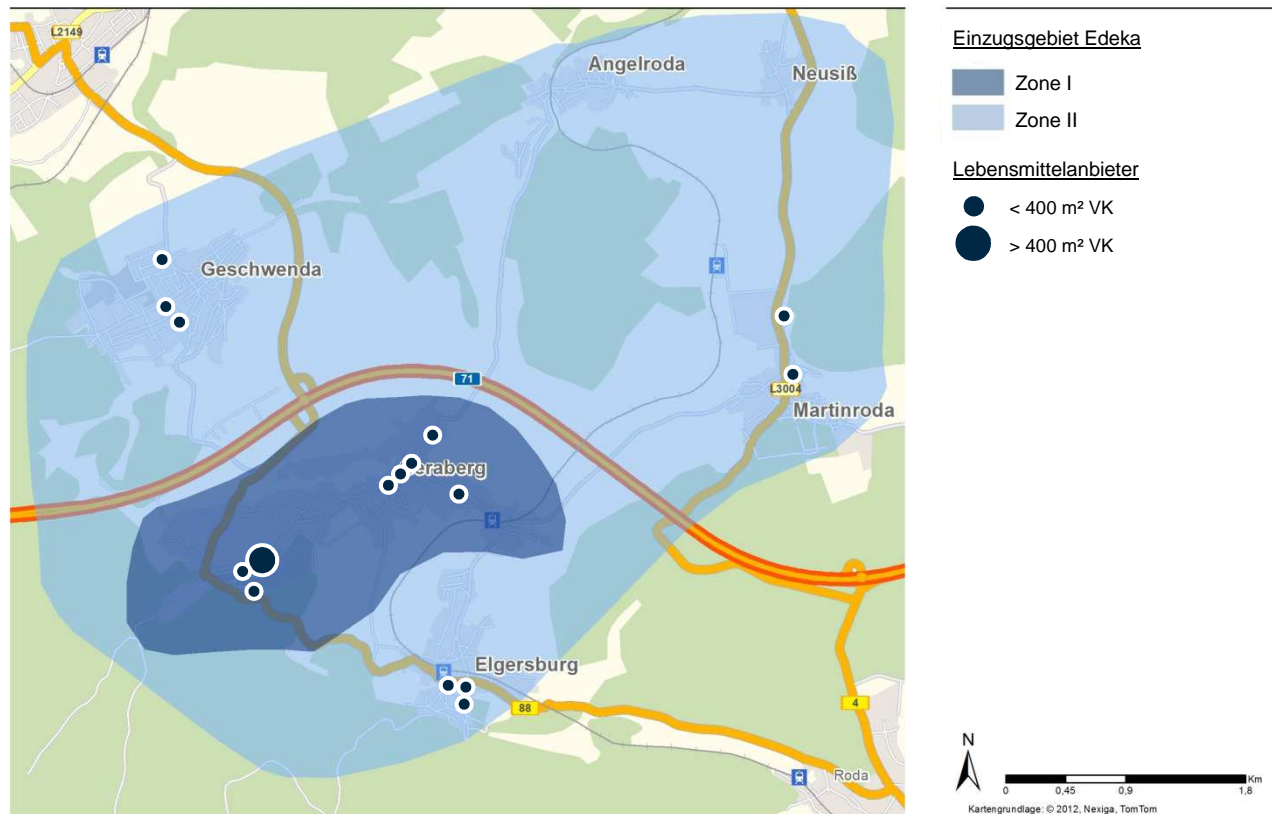 L2149
Angelroda
Neusiß
Geschwenda
71
L3004
Martinroda
eraberg
Elgersburg
88
4
Roda
Einzugsgebiet Edeka
Zone I
Zone II
Lebensmittelanbieter
< 400 m² VK
> 400 m² VK
N
Km
0 0,45 0,9 1,8
Kartengrundlage: © 2012, Nexiga, TomTom